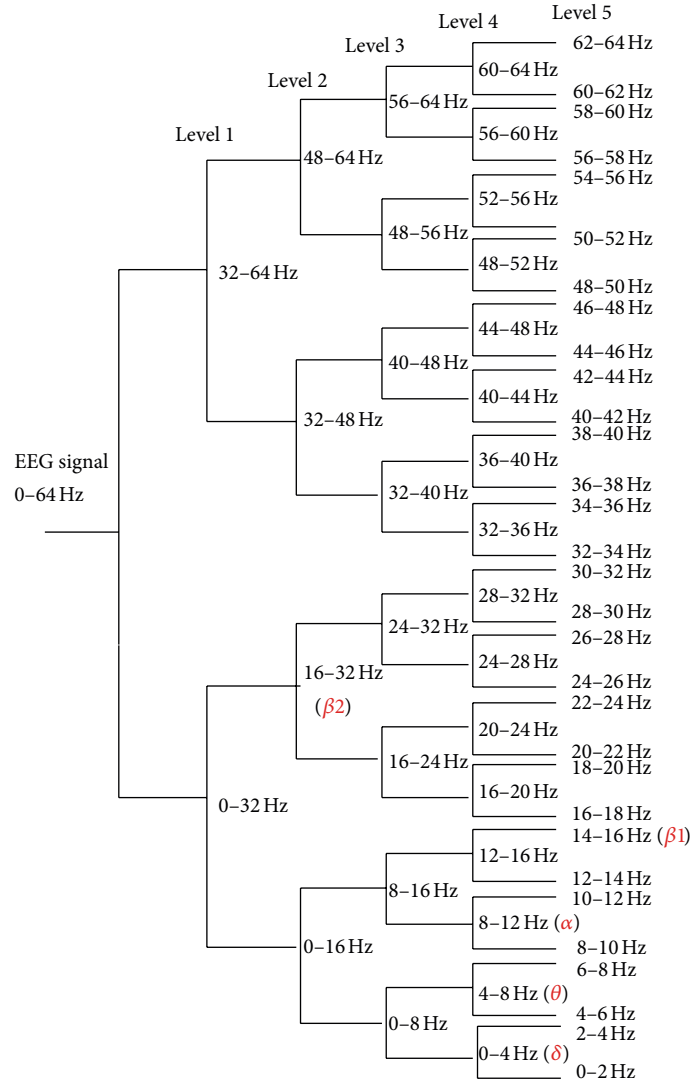 Level 5
Level 4
62–64 Hz
Level 3
60–64 Hz
Level 2
60–62 Hz
56–64 Hz
58–60 Hz
Level 1
56–60 Hz
48–64 Hz
56–58 Hz
54–56 Hz
52–56 Hz
48–56 Hz
50–52 Hz
32–64 Hz
48–52 Hz
48–50 Hz
46–48 Hz
44–48 Hz
40–48 Hz
44–46 Hz
42–44 Hz
40–44 Hz
32–48 Hz
40–42 Hz
38–40 Hz
EEG signal
0–64 Hz
36–40 Hz
32–40 Hz
36–38 Hz
34–36 Hz
32–36 Hz
32–34 Hz
30–32 Hz
28–32 Hz
24–32 Hz
28–30 Hz
26–28 Hz
16–32 Hz
(β2)
24–28 Hz
24–26 Hz
22–24 Hz
20–24 Hz
16–24 Hz
20–22 Hz
18–20 Hz
0–32 Hz
16–20 Hz
16–18 Hz
14–16 Hz (β1)
12–16 Hz
8–16 Hz
12–14 Hz
10–12 Hz
8–12 Hz (α)
0–16 Hz
8–10 Hz
6–8 Hz
4–8 Hz (θ)
0–8 Hz
4–6 Hz
2–4 Hz
0–4 Hz (δ)
0–2 Hz